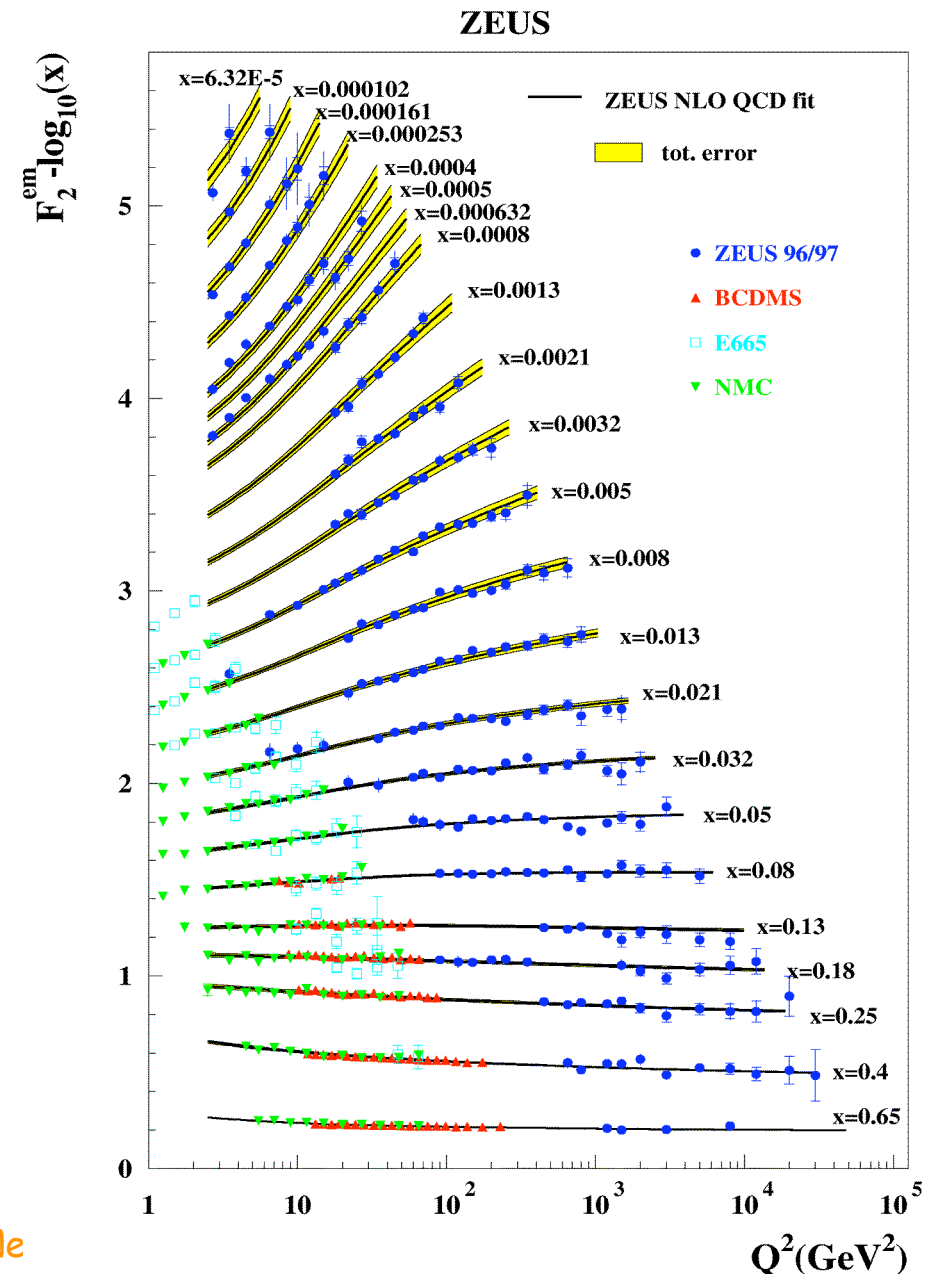 ZEUS
F₂ᵉᵐ -log₁₀(x)
x=6.32E-5
x=0.000102
x=0.000161
x=0.000253
x=0.0004
x=0.0005
x=0.000632
x=0.0008
x=0.0013
x=0.0021
x=0.0032
x=0.005
x=0.008
x=0.013
x=0.021
x=0.032
x=0.05
x=0.08
x=0.13
x=0.18
x=0.25
x=0.4
x=0.65
ZEUS NLO QCD fit
tot. error
ZEUS 96/97
BCDMS
E665
NMC
5
4
3
2
1
0
1 10 10² 10³ 10⁴ 10⁵
Q²(GeV²)